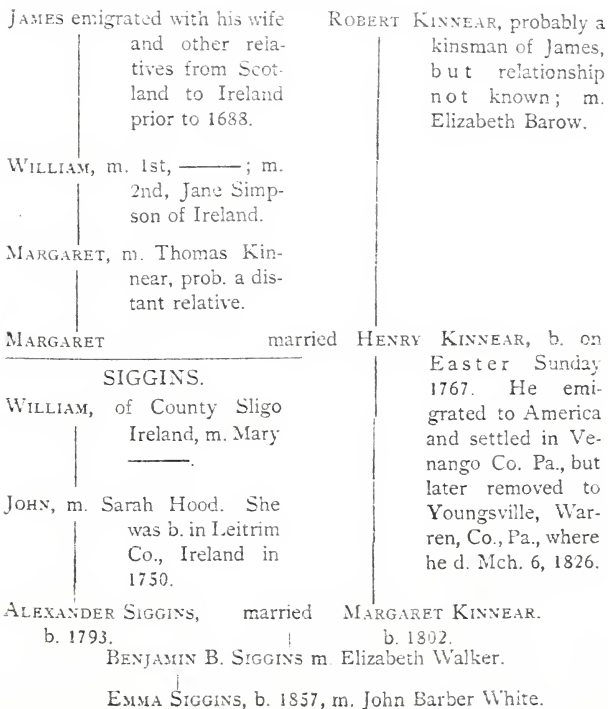 JAMES emigrated with his wife
and other rela-
tives from Scot-
land to Ireland
prior to 1688.
WILLIAM, m. 1st, ———; m.
2nd, Jane Simp-
son of Ireland.
MARGARET, m. Thomas Kin-
near, prob. a dis-
tant relative.
ROBERT KINNEAR, probably a
kinsman of James,
but relationship
not known; m.
Elizabeth Barow.
MARGARET married HENRY KINNEAR, b. on
Easter Sunday
1767. He emi-
grated to America
and settled in Ve-
nango Co. Pa., but
later removed to
Youngsville, War-
ren, Co., Pa., where
he d. Mch. 6, 1826.
SIGGINS.
WILLIAM, of County Sligo
Ireland, m. Mary
———.
JOHN, m. Sarah Hood. She
was b. in Leitrim
Co., Ireland in
1750.
ALEXANDER SIGGINS, married MARGARET KINNEAR.
b. 1793. b. 1802.
BENJAMIN B. SIGGINS m. Elizabeth Walker.
EMMA SIGGINS, b. 1857, m. John Barber White.